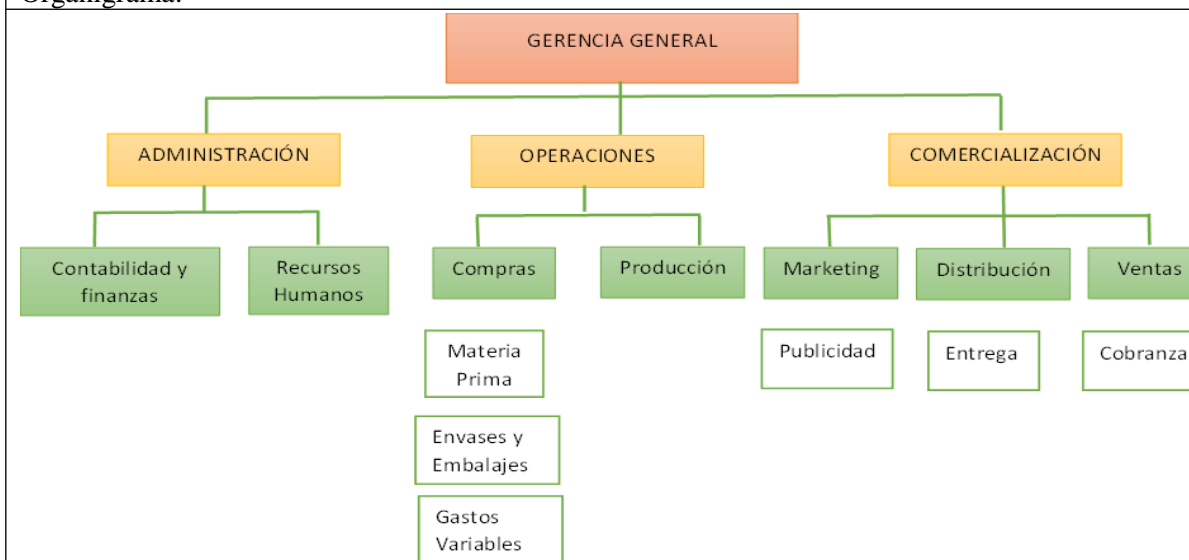 Organigrama:
GERENCIA GENERAL
ADMINISTRACIÓN
OPERACIONES
COMERCIALIZACIÓN
Contabilidad y
finanzas
Recursos
Humanos
Compras
Producción
Marketing
Distribución
Ventas
Materia
Prima
Publicidad
Entrega
Cobranza
Envases y
Embalajes
Gastos
Variables